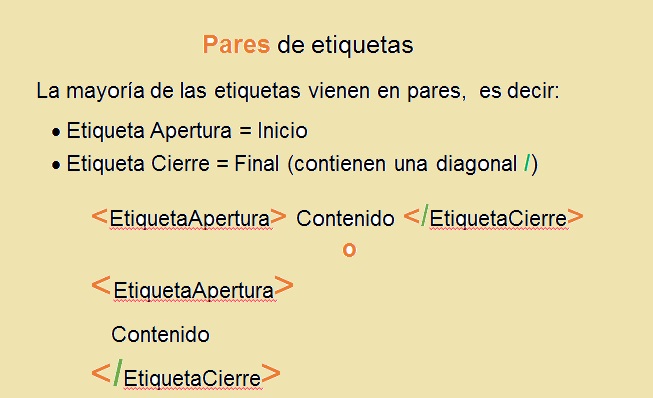 Pares de etiquetas
La mayoría de las etiquetas vienen en pares, es decir:
• Etiqueta Apertura = Inicio
• Etiqueta Cierre = Final (contienen una diagonal /)
<EtiquetaApertura> Contenido </EtiquetaCierre>
o
<EtiquetaApertura>
Contenido
</EtiquetaCierre>